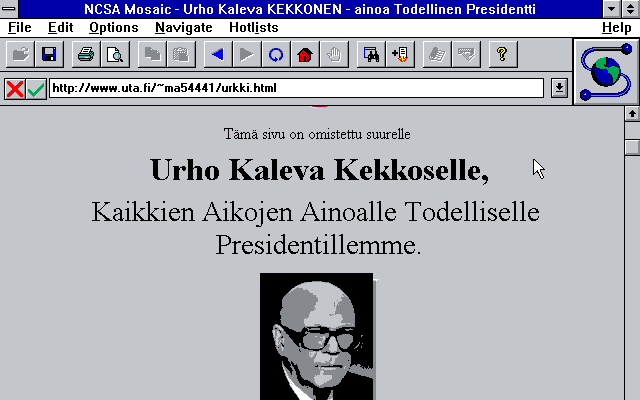 NCSA Mosaic - Urho Kaleva KEKKONEN - ainoa Todellinen Presidentti
File Edit Options Navigate Hotlists Help
http://www.uta.fi/~ma54441/urkki.html
Tämä sivu on omistettu suurelle
Urho Kaleva Kekkoselle,
Kaikkien Aikojen Ainoalle Todelliselle
Presidentillemme.